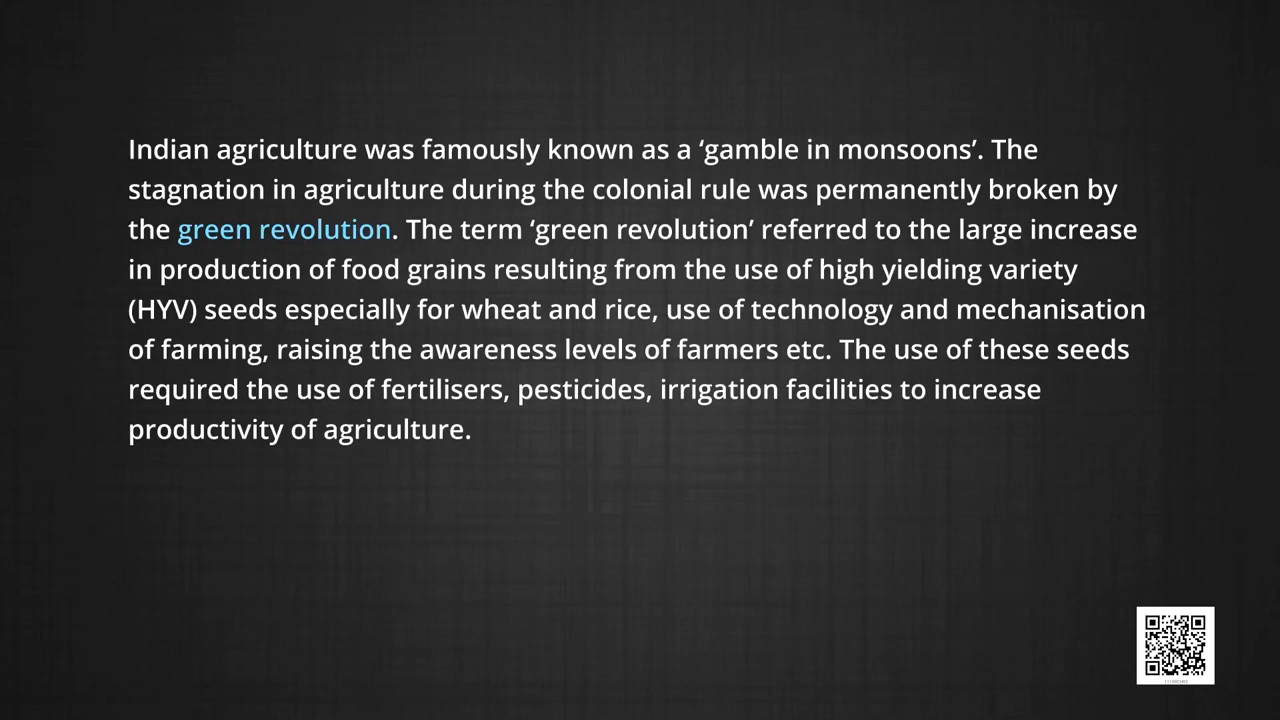 Indian agriculture was famously known as a ‘gamble in monsoons’. The
stagnation in agriculture during the colonial rule was permanently broken by
the green revolution. The term ‘green revolution’ referred to the large increase
in production of food grains resulting from the use of high yielding variety
(HYV) seeds especially for wheat and rice, use of technology and mechanisation
of farming, raising the awareness levels of farmers etc. The use of these seeds
required the use of fertilisers, pesticides, irrigation facilities to increase
productivity of agriculture.